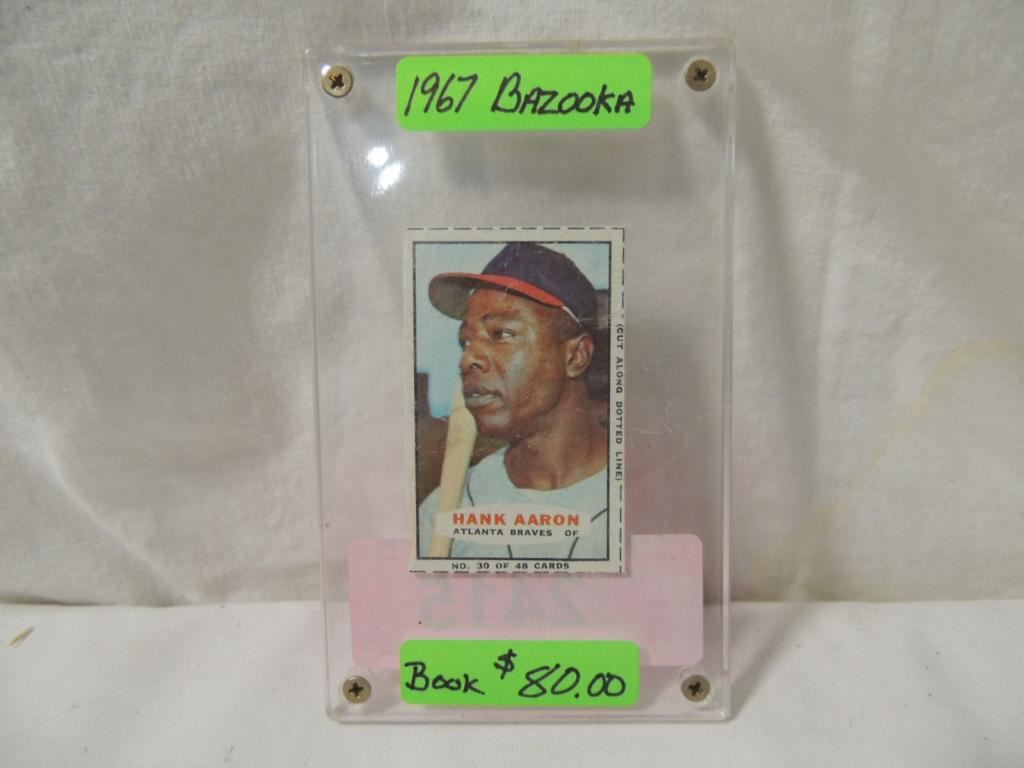 1967 BAZOOKA
(CUT ALONG DOTTED LINE)
HANK AARON
ATLANTA BRAVES OF
NO. 30 OF 48 CARDS
2415
BOOK $80.00